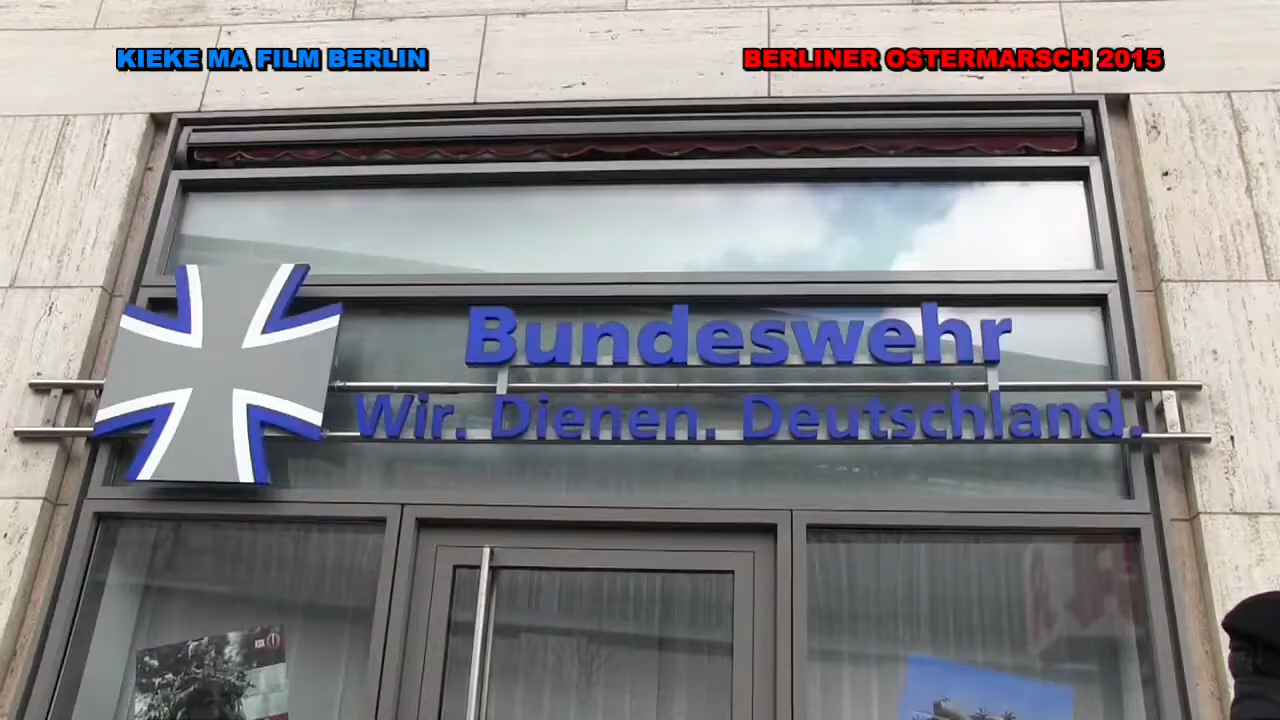 KIEKE MA FILM BERLIN
BERLINER OSTERMARSCH 2015
Bundeswehr
Wir. Dienen. Deutschland.